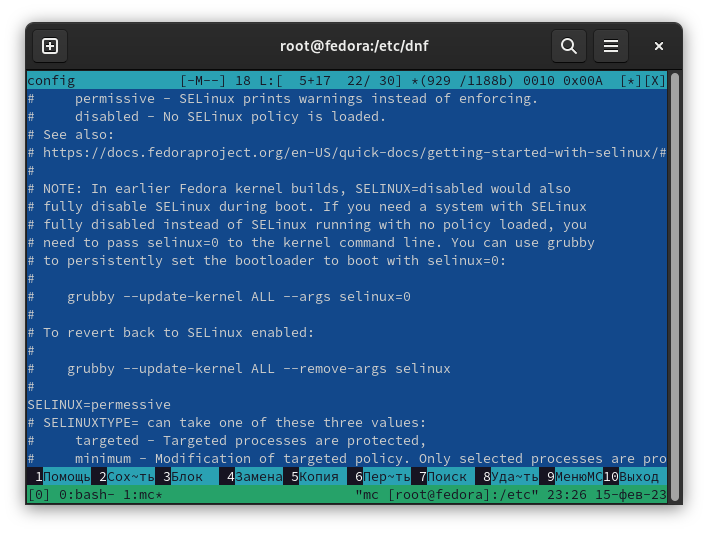 root@fedora:/etc/dnf
config [-M--] 18 L:[  5+17  22/ 30] *(929 /1188b) 0010 0x00A [*][X]
#     permissive – SELinux prints warnings instead of enforcing.
#     disabled – No SELinux policy is loaded.
# See also:
# https://docs.fedoraproject.org/en-US/quick-docs/getting-started-with-selinux/#
#
# NOTE: In earlier Fedora kernel builds, SELINUX=disabled would also
# fully disable SELinux during boot. If you need a system with SELinux
# fully disabled instead of SELinux running with no policy loaded, you
# need to pass selinux=0 to the kernel command line. You can use grubby
# to persistently set the bootloader to boot with selinux=0:
#
#    grubby --update-kernel ALL --args selinux=0
#
# To revert back to SELinux enabled:
#
#    grubby --update-kernel ALL --remove-args selinux
#
SELINUX=permessive
# SELINUXTYPE= can take one of these three values:
#     targeted – Targeted processes are protected,
#     minimum – Modification of targeted policy. Only selected processes are pro
1Помощь 2Сох~ть 3Блок 4Замена 5Копия 6Пер~ть 7Поиск 8Уда~ть 9МенюМС 10Выход
[0] 0:bash- 1:mc* "mc [root@fedora]:/etc" 23:26 15-фев-23